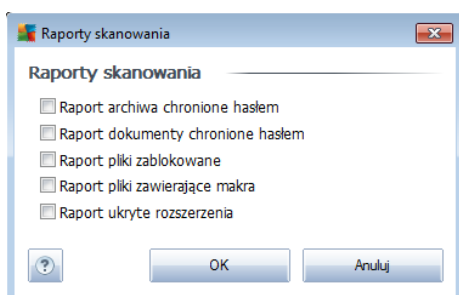 Raporty skanowania
Raporty skanowania
Raport archiwa chronione hasłem
Raport dokumenty chronione hasłem
Raport pliki zablokowane
Raport pliki zawierające makra
Raport ukryte rozszerzenia
?
OK
Anuluj